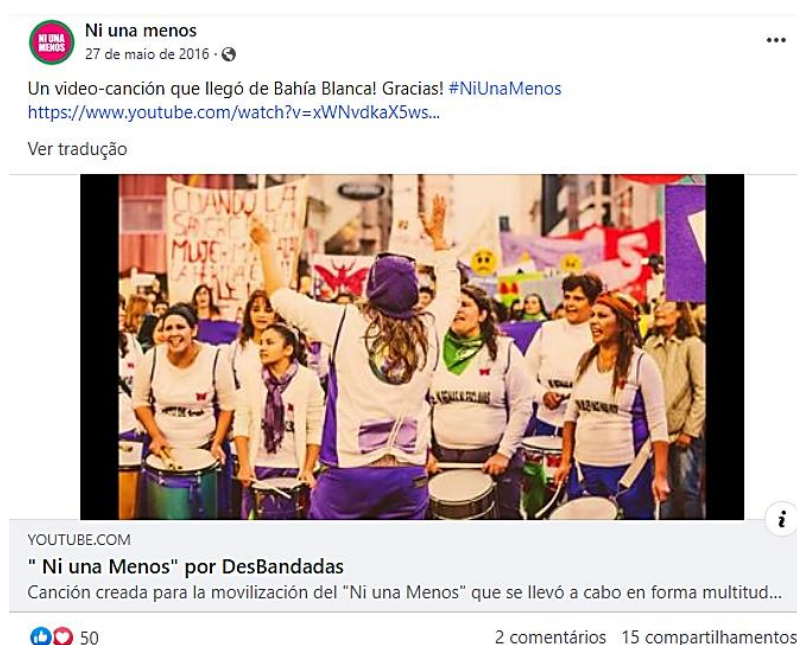 NI UNA
MENOS
Ni una menos
27 de maio de 2016 ·
Un video-canción que llegó de Bahía Blanca! Gracias! #NiUnaMenos
https://www.youtube.com/watch?v=xWNvdkaX5ws...
Ver tradução
CUANDO LA
YOUTUBE.COM
" Ni una Menos" por DesBandadas
Canción creada para la movilización del "Ni una Menos" que se llevó a cabo en forma multitud...
50
2 comentários 15 compartilhamentos